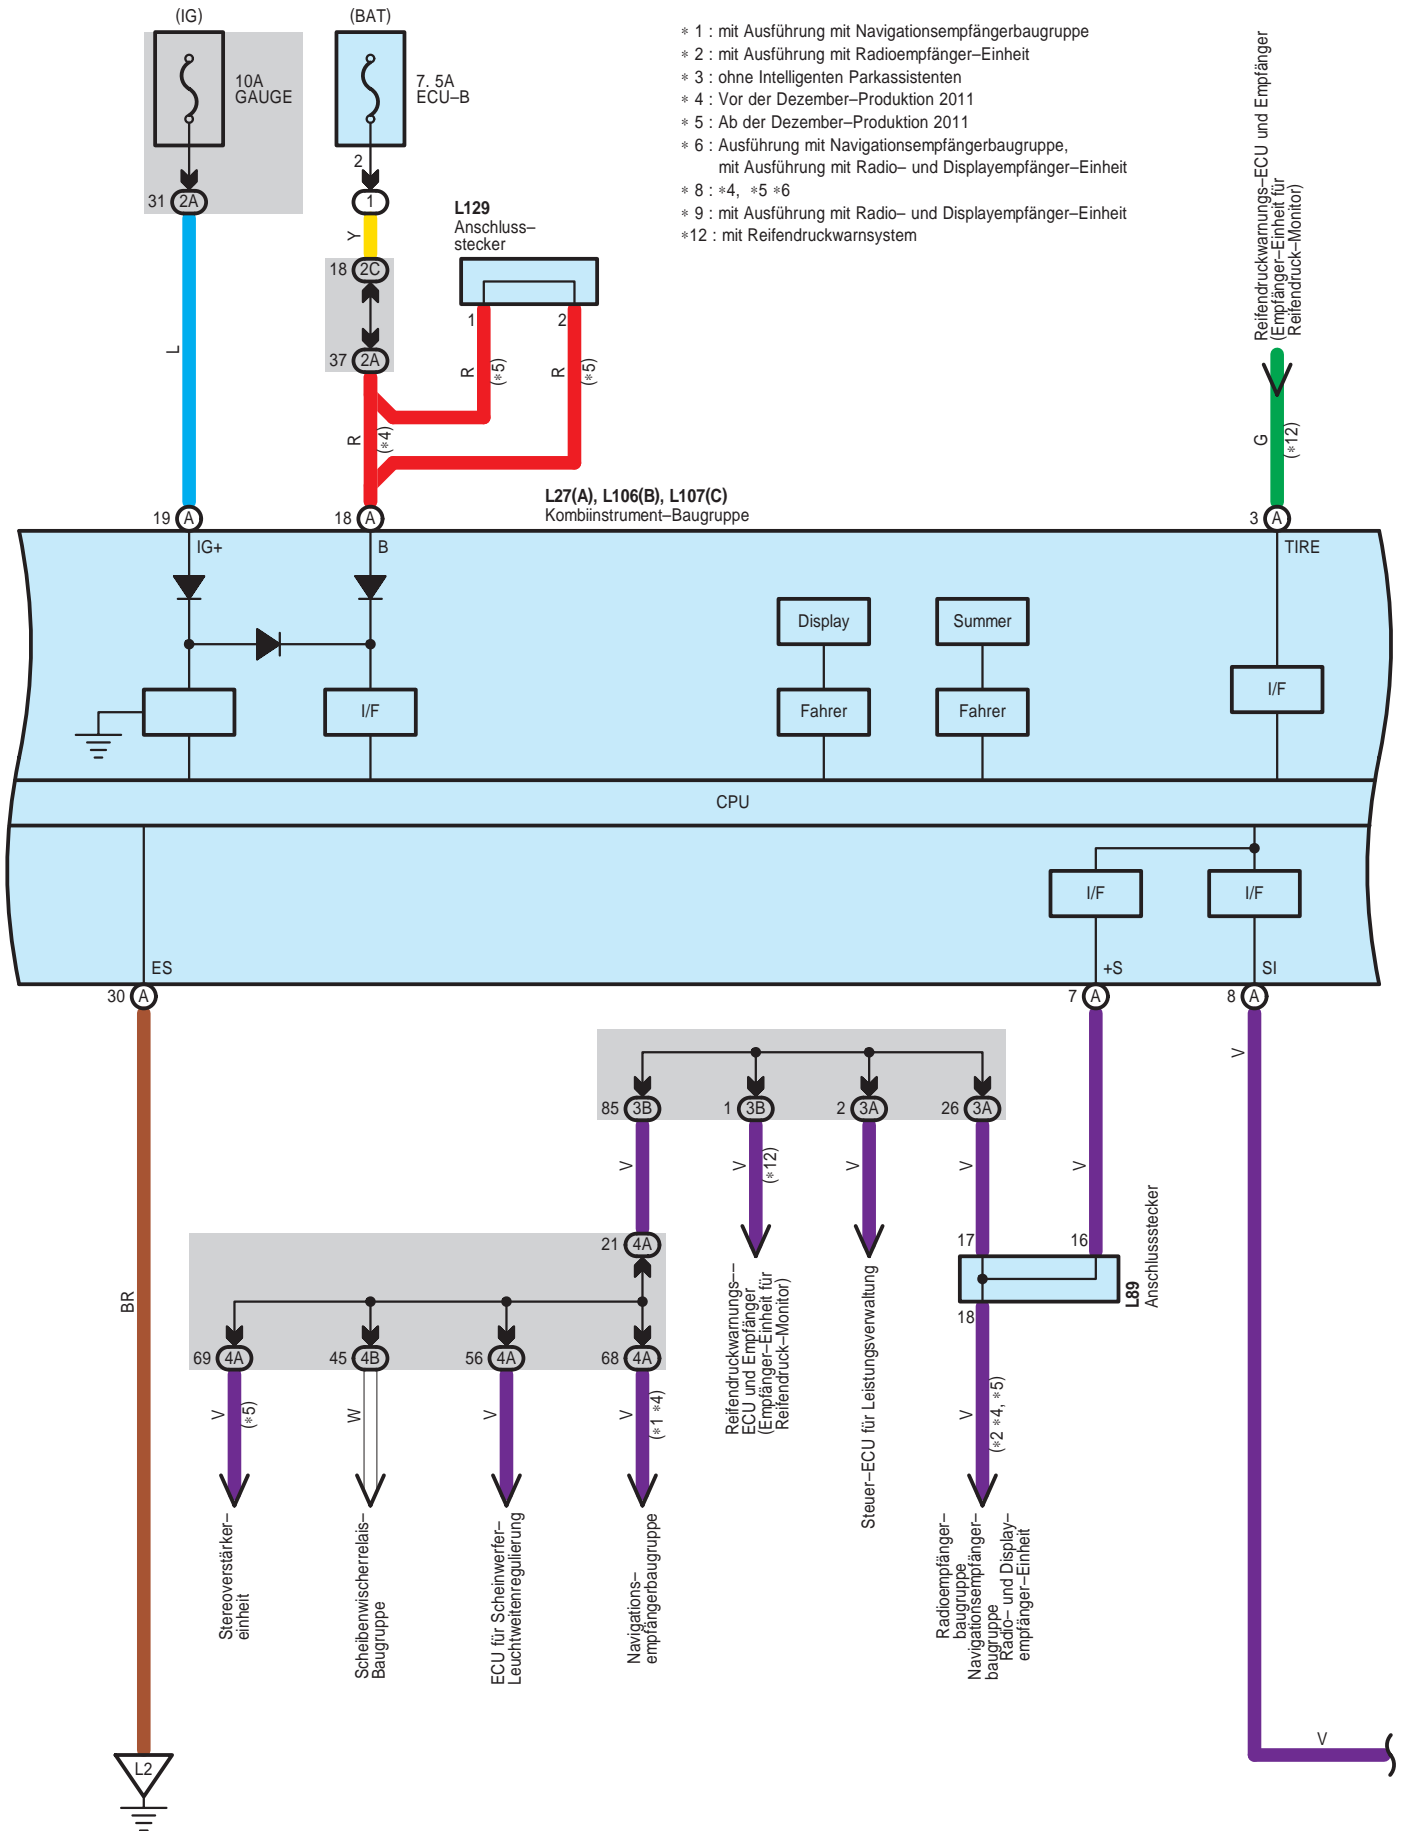 (IG)
(BAT)
10A
GAUGE
7. 5A
ECU–B
31
2A
2
1
Y
18
2C
37
2A
L
R
(∗4)
L129
Anschluss–
stecker
1
2
R
(∗5)
R
(∗5)
∗ 1 : mit Ausführung mit Navigationsempfängerbaugruppe
∗ 2 : mit Ausführung mit Radioempfänger–Einheit
∗ 3 : ohne Intelligenten Parkassistenten
∗ 4 : Vor der Dezember–Produktion 2011
∗ 5 : Ab der Dezember–Produktion 2011
∗ 6 : Ausführung mit Navigationsempfängerbaugruppe,
mit Ausführung mit Radio– und Displayempfänger–Einheit
∗ 8 : ∗4, ∗5 ∗6
∗ 9 : mit Ausführung mit Radio– und Displayempfänger–Einheit
∗12 : mit Reifendruckwarnsystem
Reifendruckwarnungs–ECU und Empfänger
(Empfänger–Einheit für
Reifendruck–Monitor)
G
(∗12)
L27(A), L106(B), L107(C)
Kombiinstrument–Baugruppe
19
A
18
A
3
A
IG+
B
TIRE
Display
Summer
I/F
Fahrer
Fahrer
I/F
CPU
I/F
I/F
ES
+S
SI
30
A
7
A
8
A
V
85
3B
1
3B
2
3A
26
3A
V
V
(∗12)
V
V
V
21
4A
17
16
18
L89
Anschlussstecker
BR
69
4A
45
4B
56
4A
68
4A
V
(∗5)
W
V
V
(∗1 ∗4)
V
(∗2 ∗4, ∗5)
Reifendruckwarnungs––
ECU und Empfänger
(Empfänger–Einheit für
Reifendruck–Monitor)
Steuer–ECU für Leistungsverwaltung
Stereoverstärker–
einheit
Scheibenwischerrelais–
Baugruppe
ECU für Scheinwerfer–
Leuchtweitenregulierung
Navigations–
empfängerbaugruppe
Radioempfänger–
baugruppe
Navigationsempfänger–
baugruppe
Radio– und Display–
empfänger–Einheit
V
L2